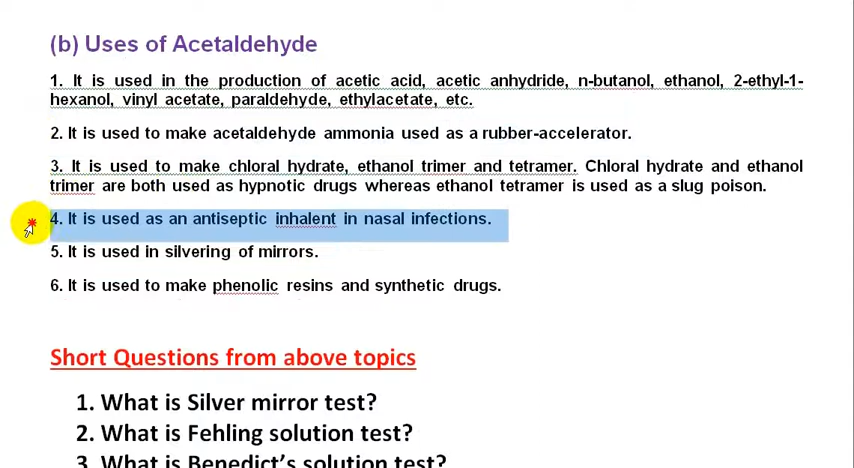 (b) Uses of Acetaldehyde
1. It is used in the production of acetic acid, acetic anhydride, n-butanol, ethanol, 2-ethyl-1-
hexanol, vinyl acetate, paraldehyde, ethylacetate, etc.
2. It is used to make acetaldehyde ammonia used as a rubber-accelerator.
3. It is used to make chloral hydrate, ethanol trimer and tetramer. Chloral hydrate and ethanol
trimer are both used as hypnotic drugs whereas ethanol tetramer is used as a slug poison.
4. It is used as an antiseptic inhalent in nasal infections.
5. It is used in silvering of mirrors.
6. It is used to make phenolic resins and synthetic drugs.
Short Questions from above topics
1. What is Silver mirror test?
2. What is Fehling solution test?
3. What is Benedict's solution test?